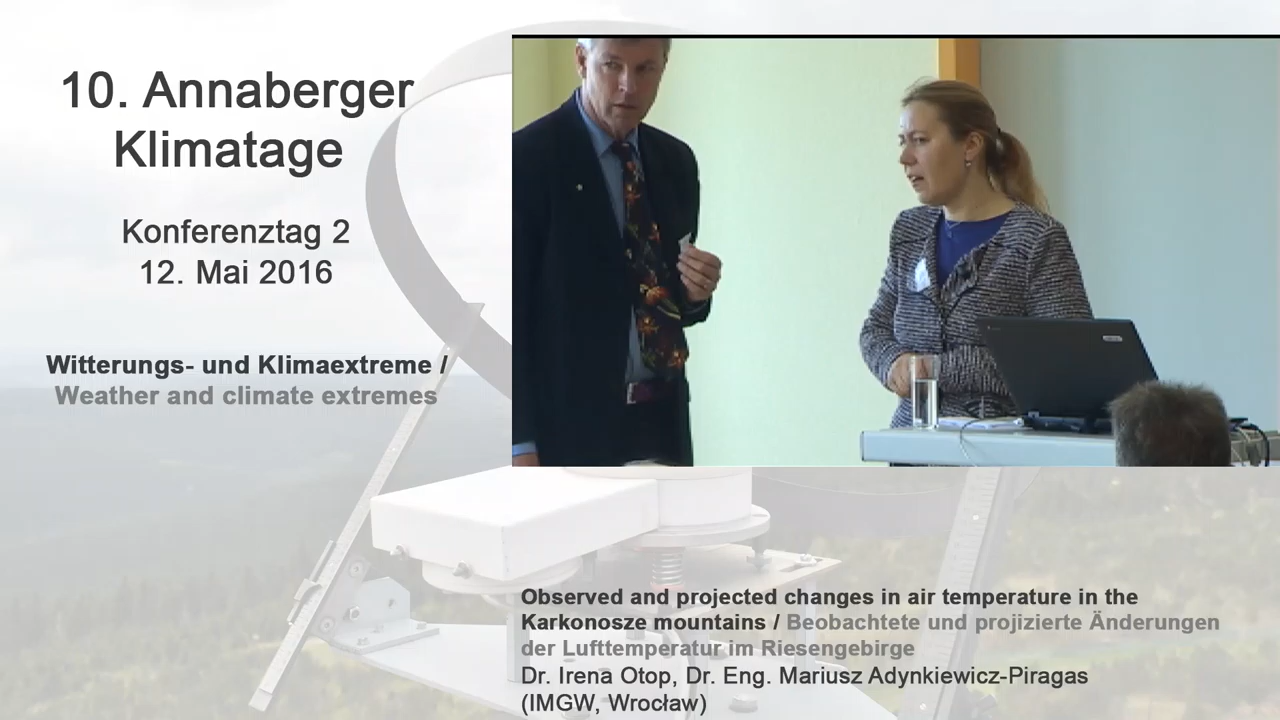 10. Annaberger
Klimatage
Konferenztag 2
12. Mai 2016
Witterungs- und Klimaextreme /
Weather and climate extremes
Observed and projected changes in air temperature in the
Karkonosze mountains / Beobachtete und projizierte Änderungen
der Lufttemperatur im Riesengebirge
Dr. Irena Otop, Dr. Eng. Mariusz Adynkiewicz-Piragas
(IMGW, Wrocław)